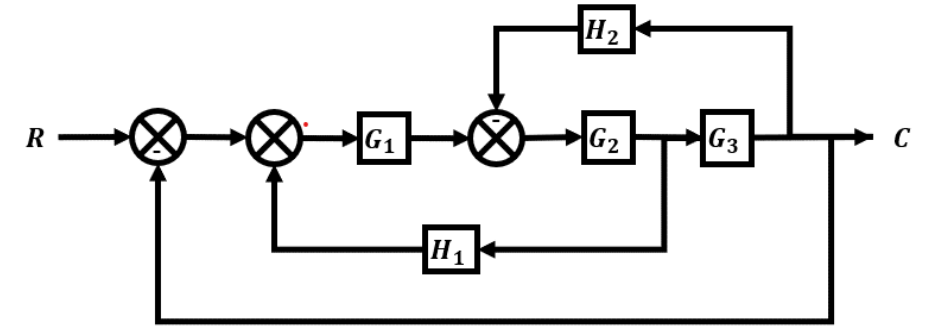 H₂
-
R G₁ G₂ G₃ C
-
H₁